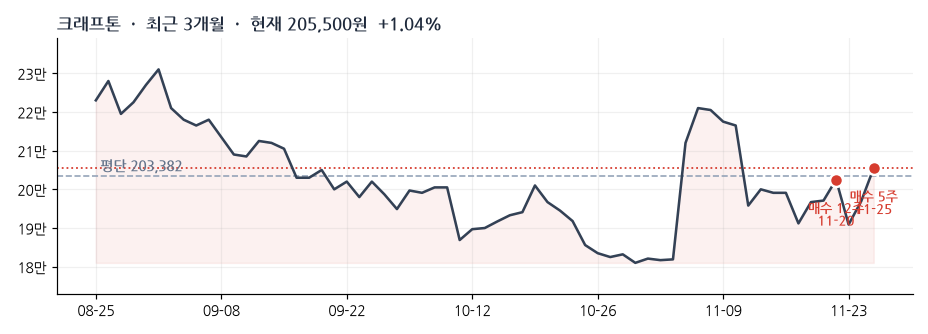 크래프톤 · 최근 3개월 · 현재 205,500원 +1.04%
23만
22만
21만
20만
19만
18만
평단 203,382
매수 5주
11-25
매수 12주
08-25
09-08
09-22
10-12
10-26
11-09
11-23